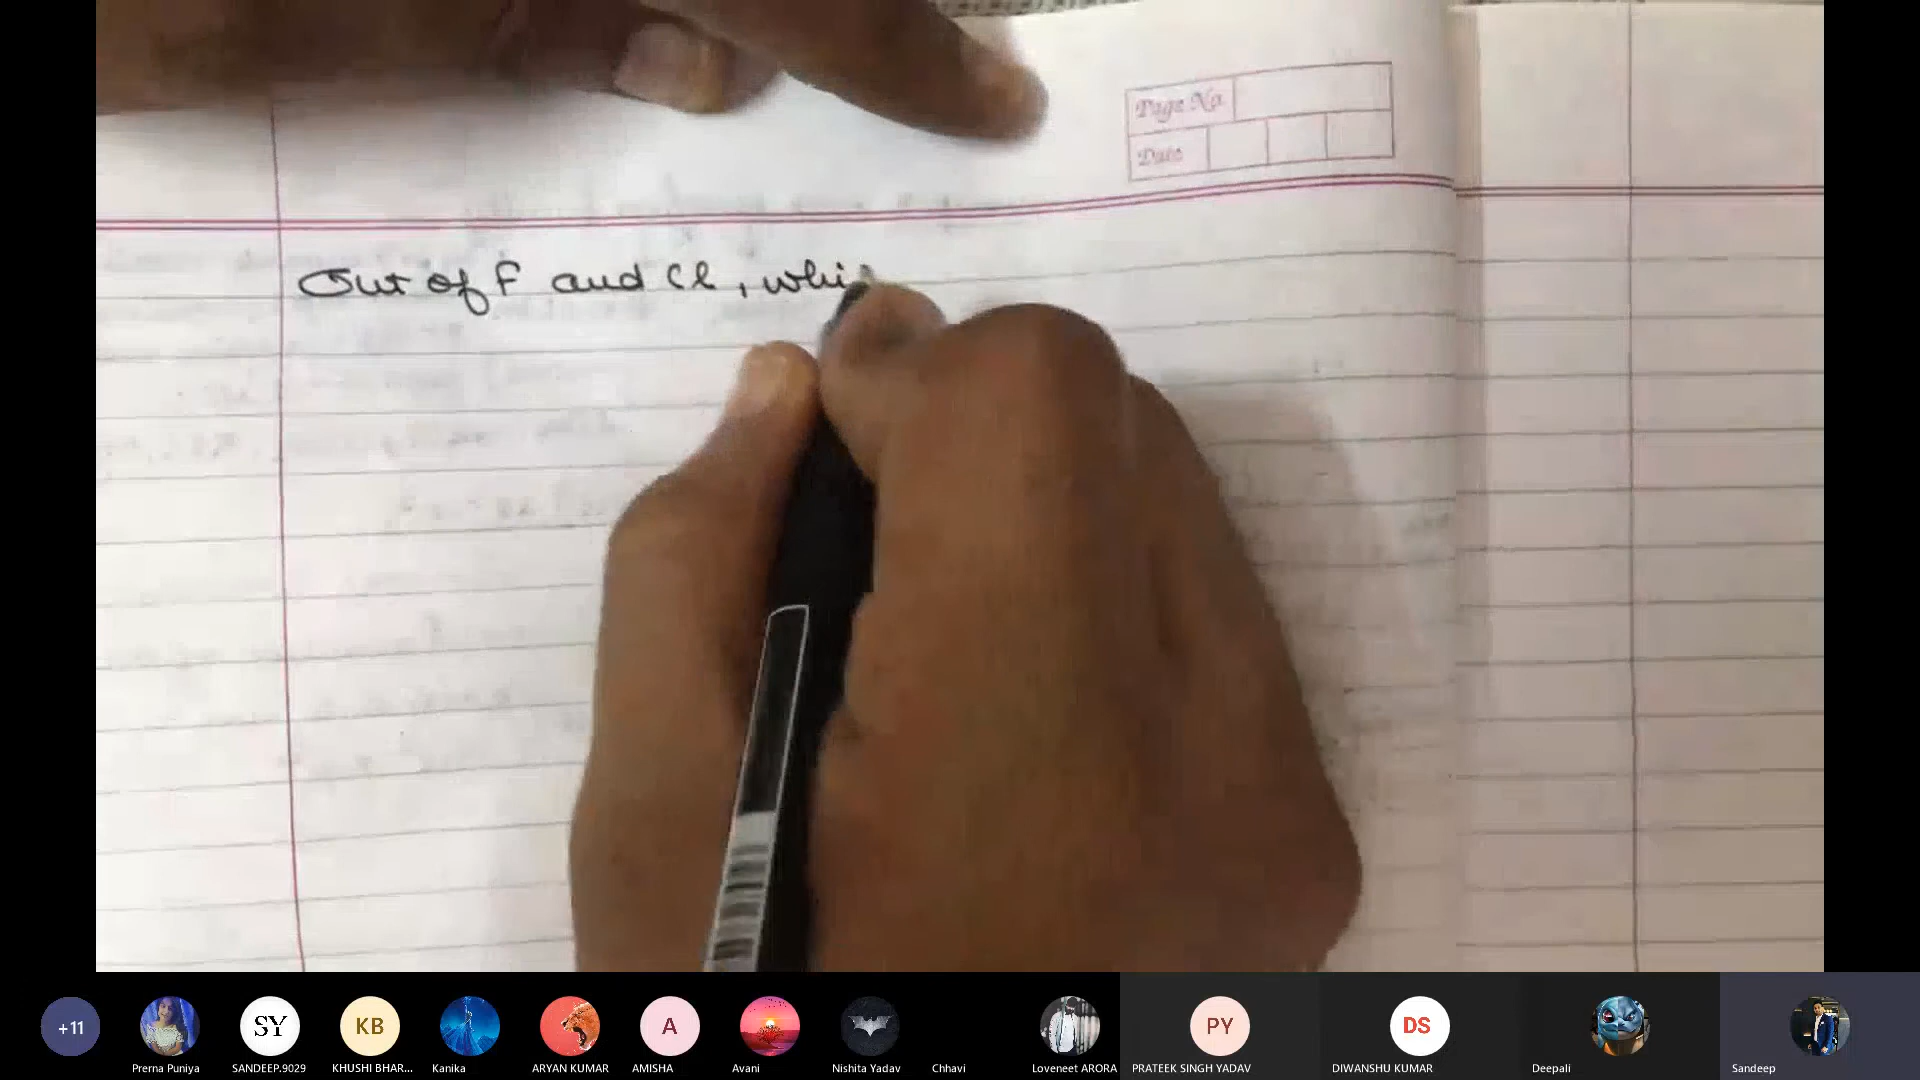 Page No.
Date
Out of F and Cl, whi
+11
SY
KB
A
PY
DS
Prerna Puniya
SANDEEP.9029
KHUSHI BHAR...
Kanika
ARYAN KUMAR
AMISHA
Avani
Nishita Yadav
Chhavi
Loveneet ARORA
PRATEEK SINGH YADAV
DIWANSHU KUMAR
Deepali
Sandeep